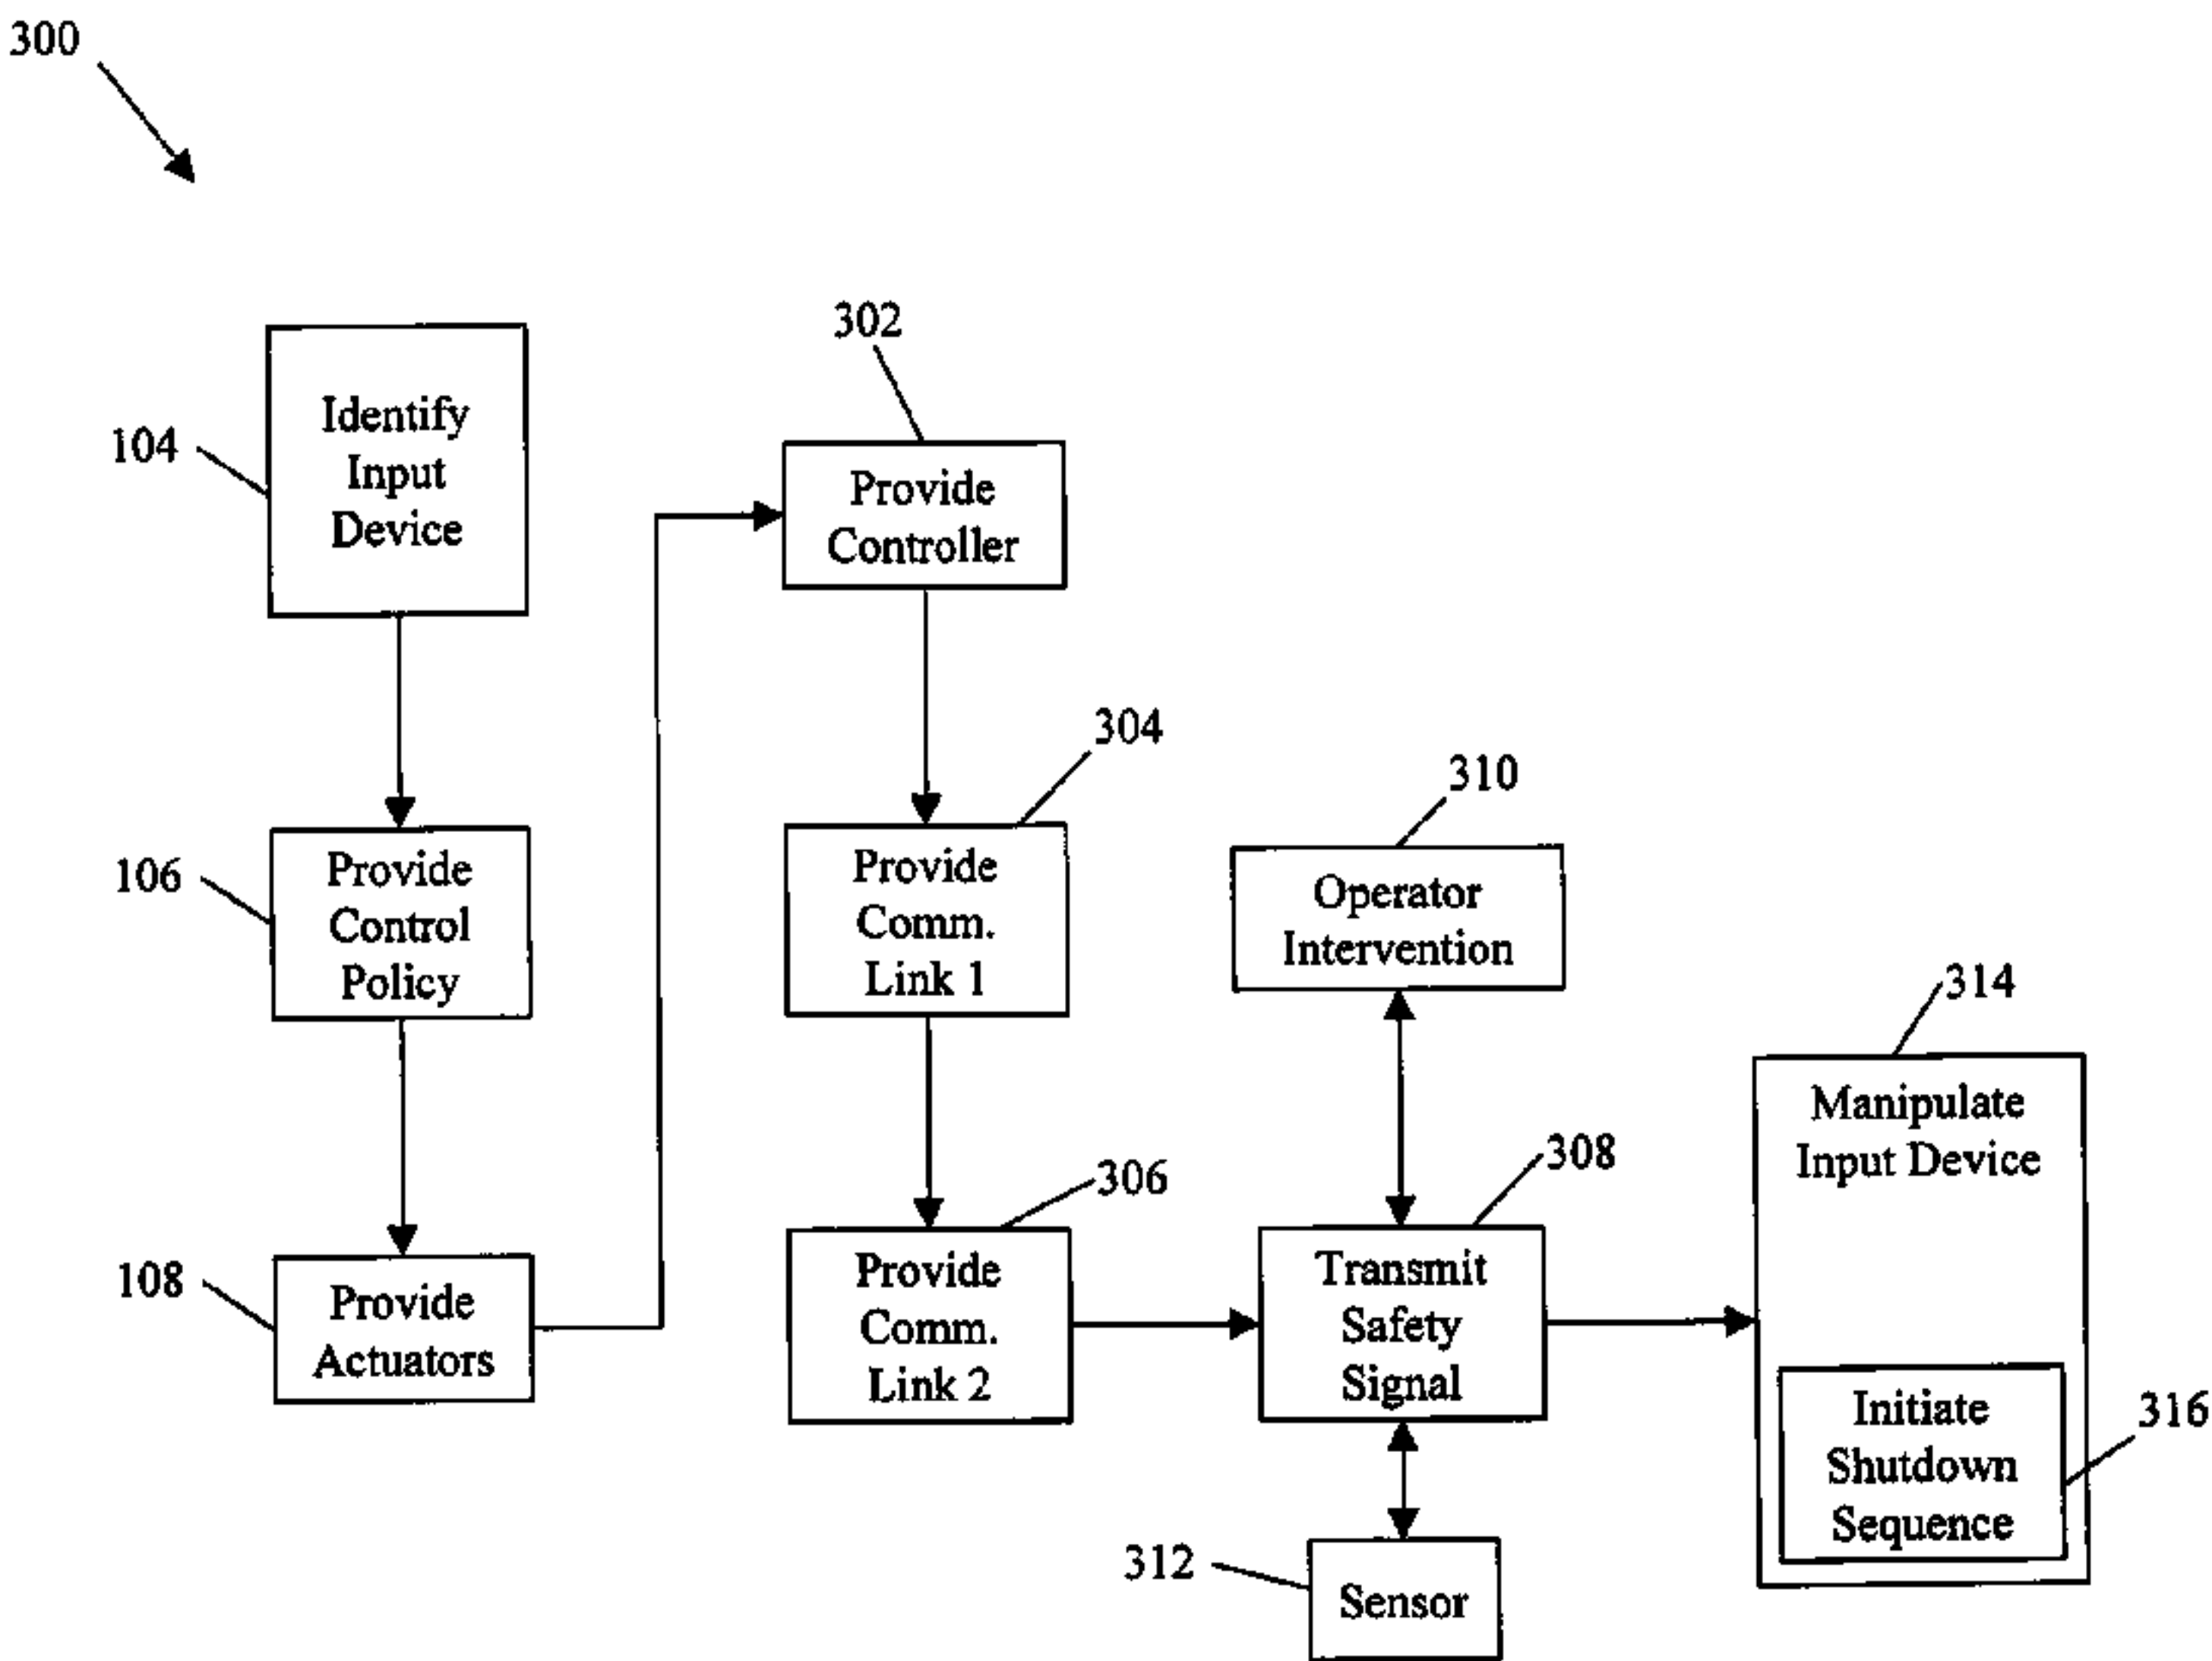 300
104
Identify
Input
Device
106
Provide
Control
Policy
108
Provide
Actuators
302
Provide
Controller
304
Provide
Comm.
Link 1
306
Provide
Comm.
Link 2
310
Operator
Intervention
308
Transmit
Safety
Signal
312
Sensor
314
Manipulate
Input Device
316
Initiate
Shutdown
Sequence